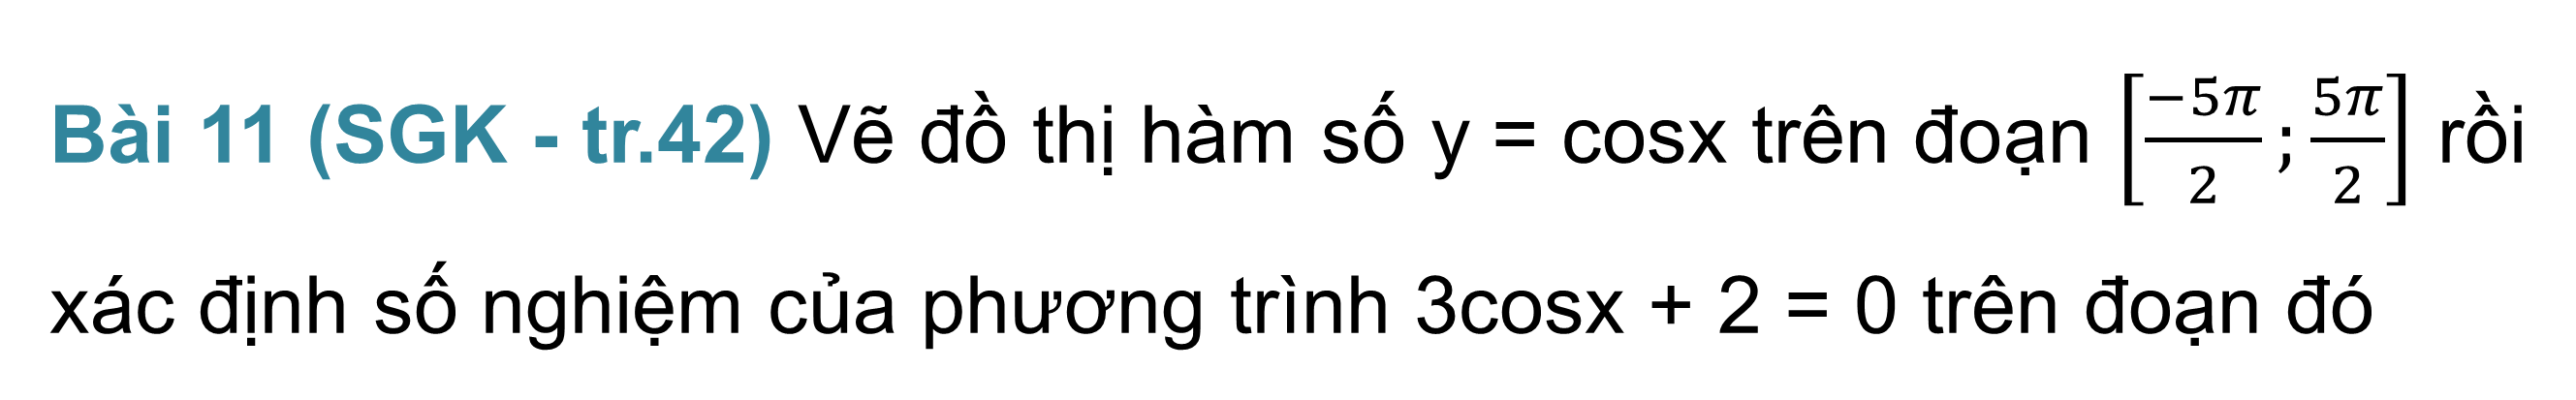 Bài 11 (SGK - tr.42) Vẽ đồ thị hàm số y = cosx trên đoạn [−5π/2 ; 5π/2] rồi
xác định số nghiệm của phương trình 3cosx + 2 = 0 trên đoạn đó